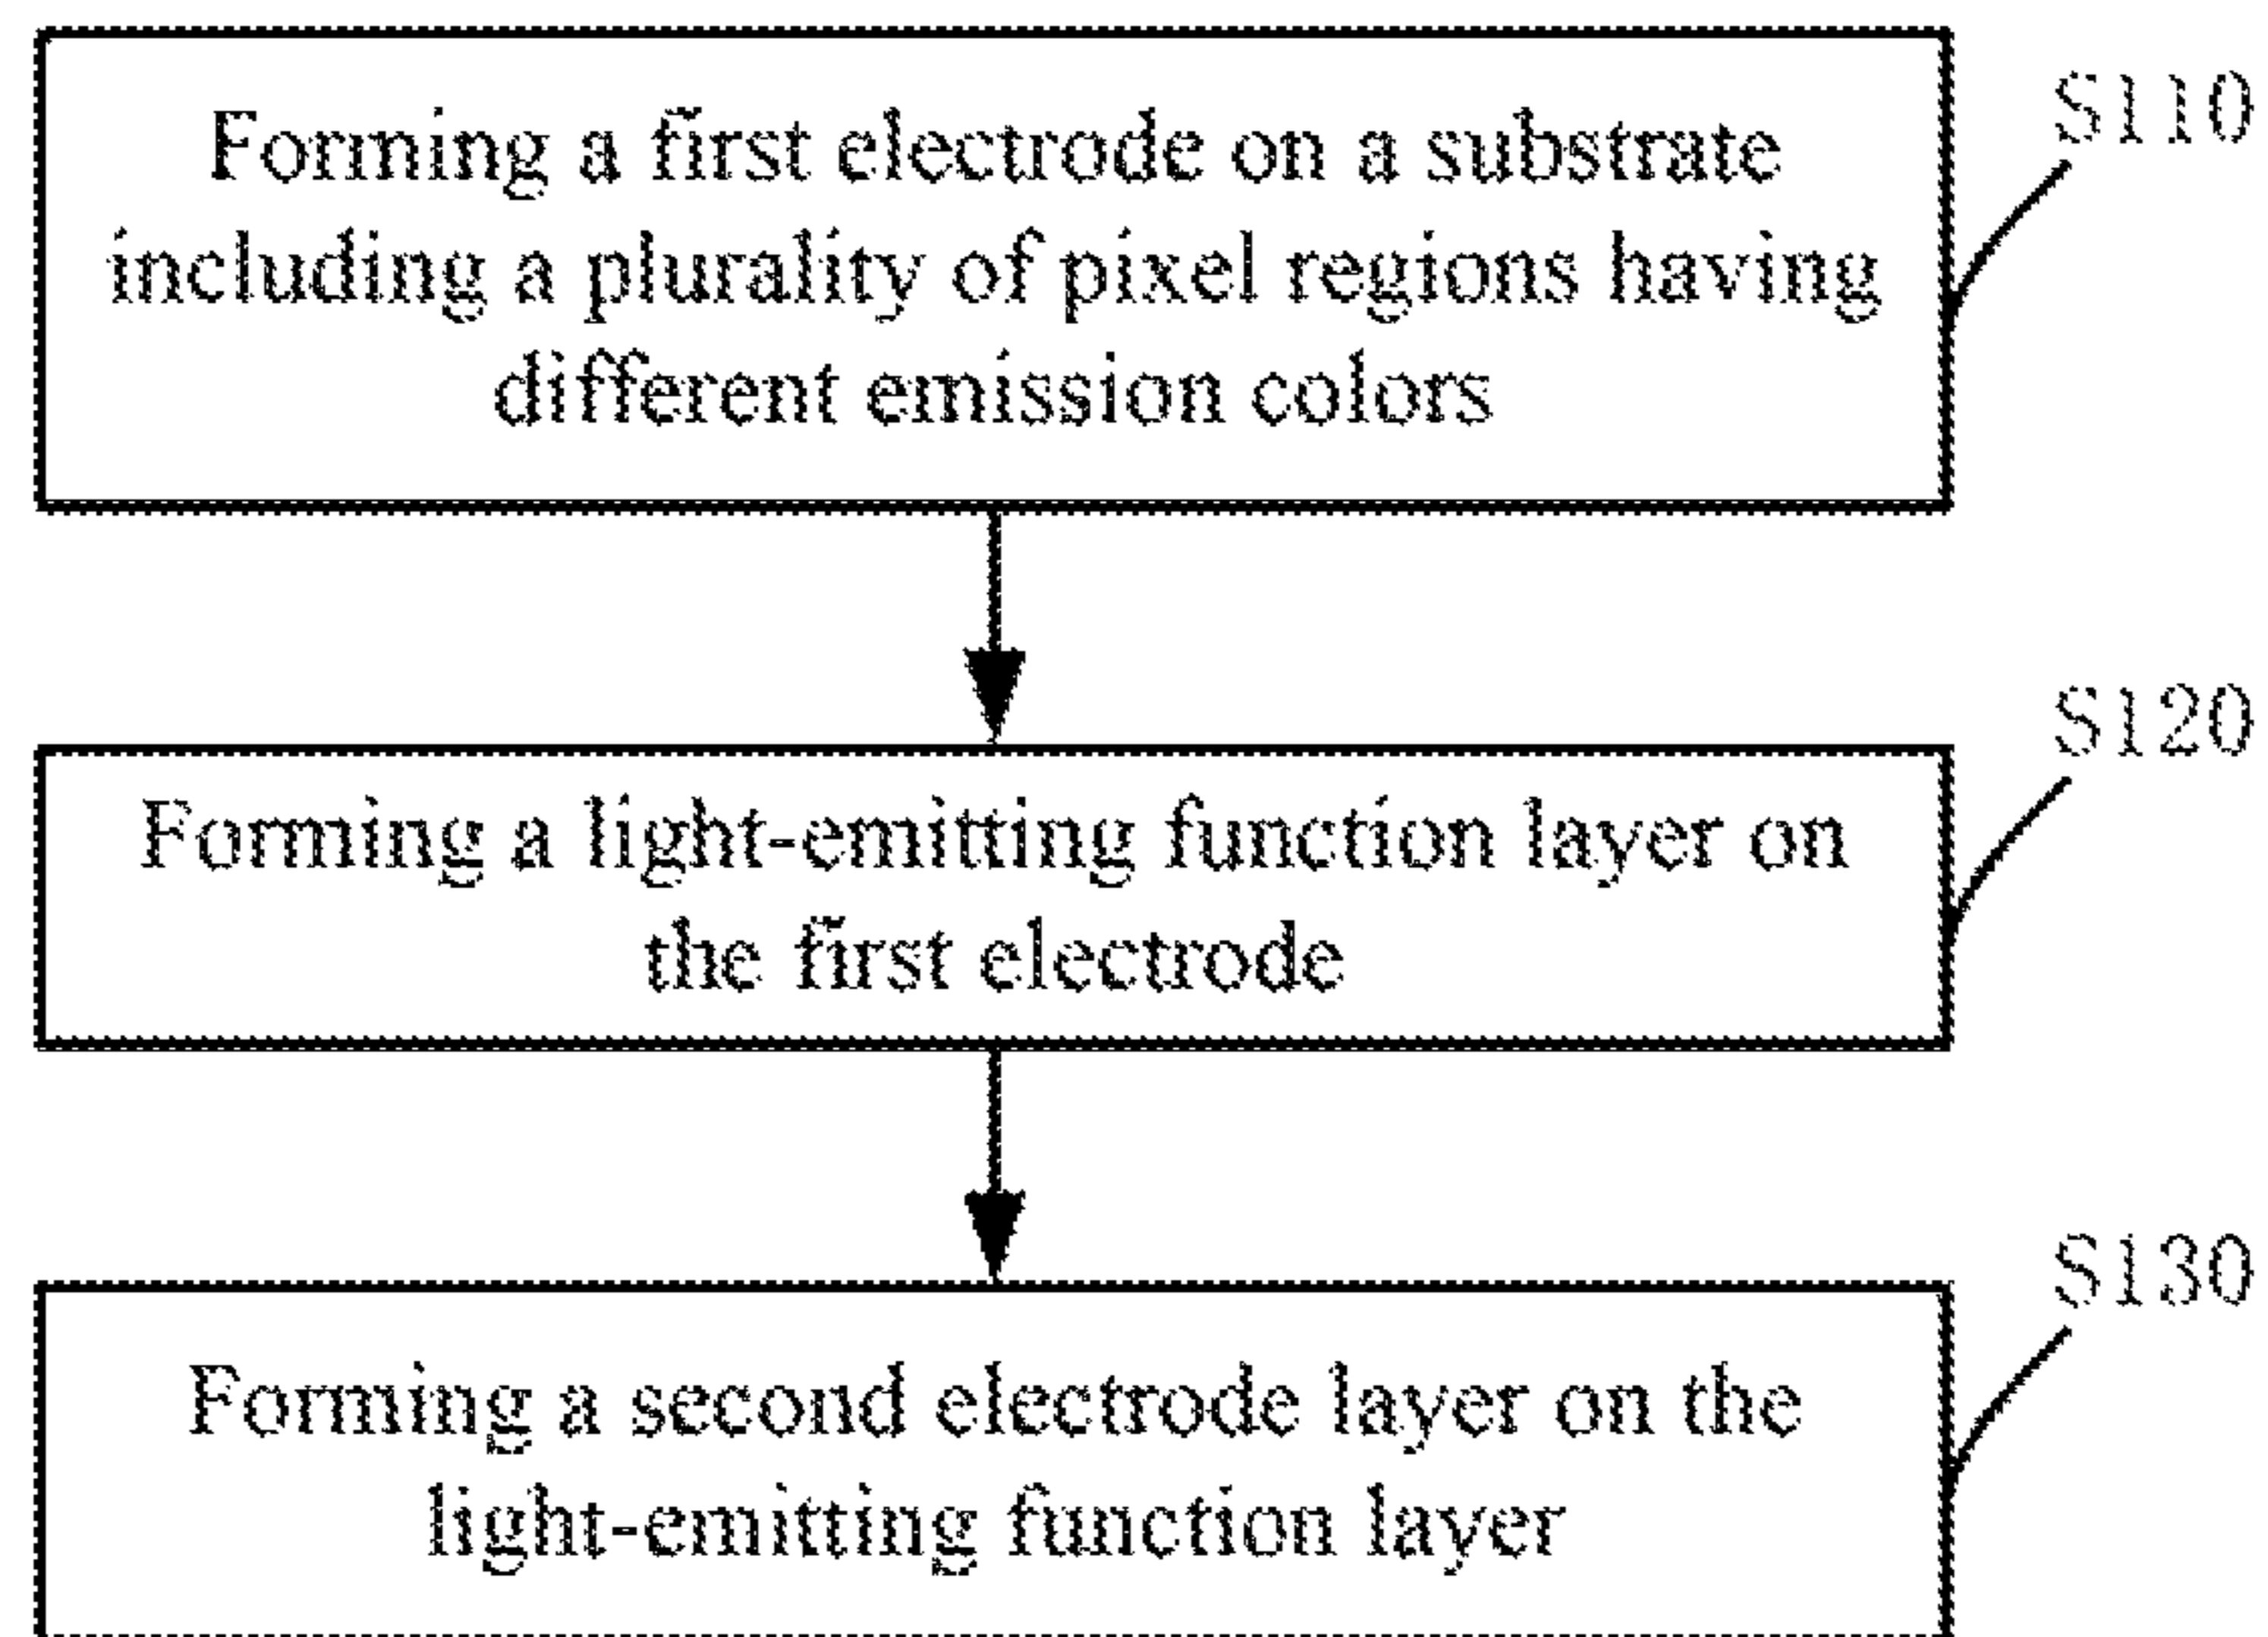 Forming a first electrode on a substrate
including a plurality of pixel regions having
different emission colors
S110
Forming a light-emitting function layer on
the first electrode
S120
Forming a second electrode layer on the
light-emitting function layer
S130